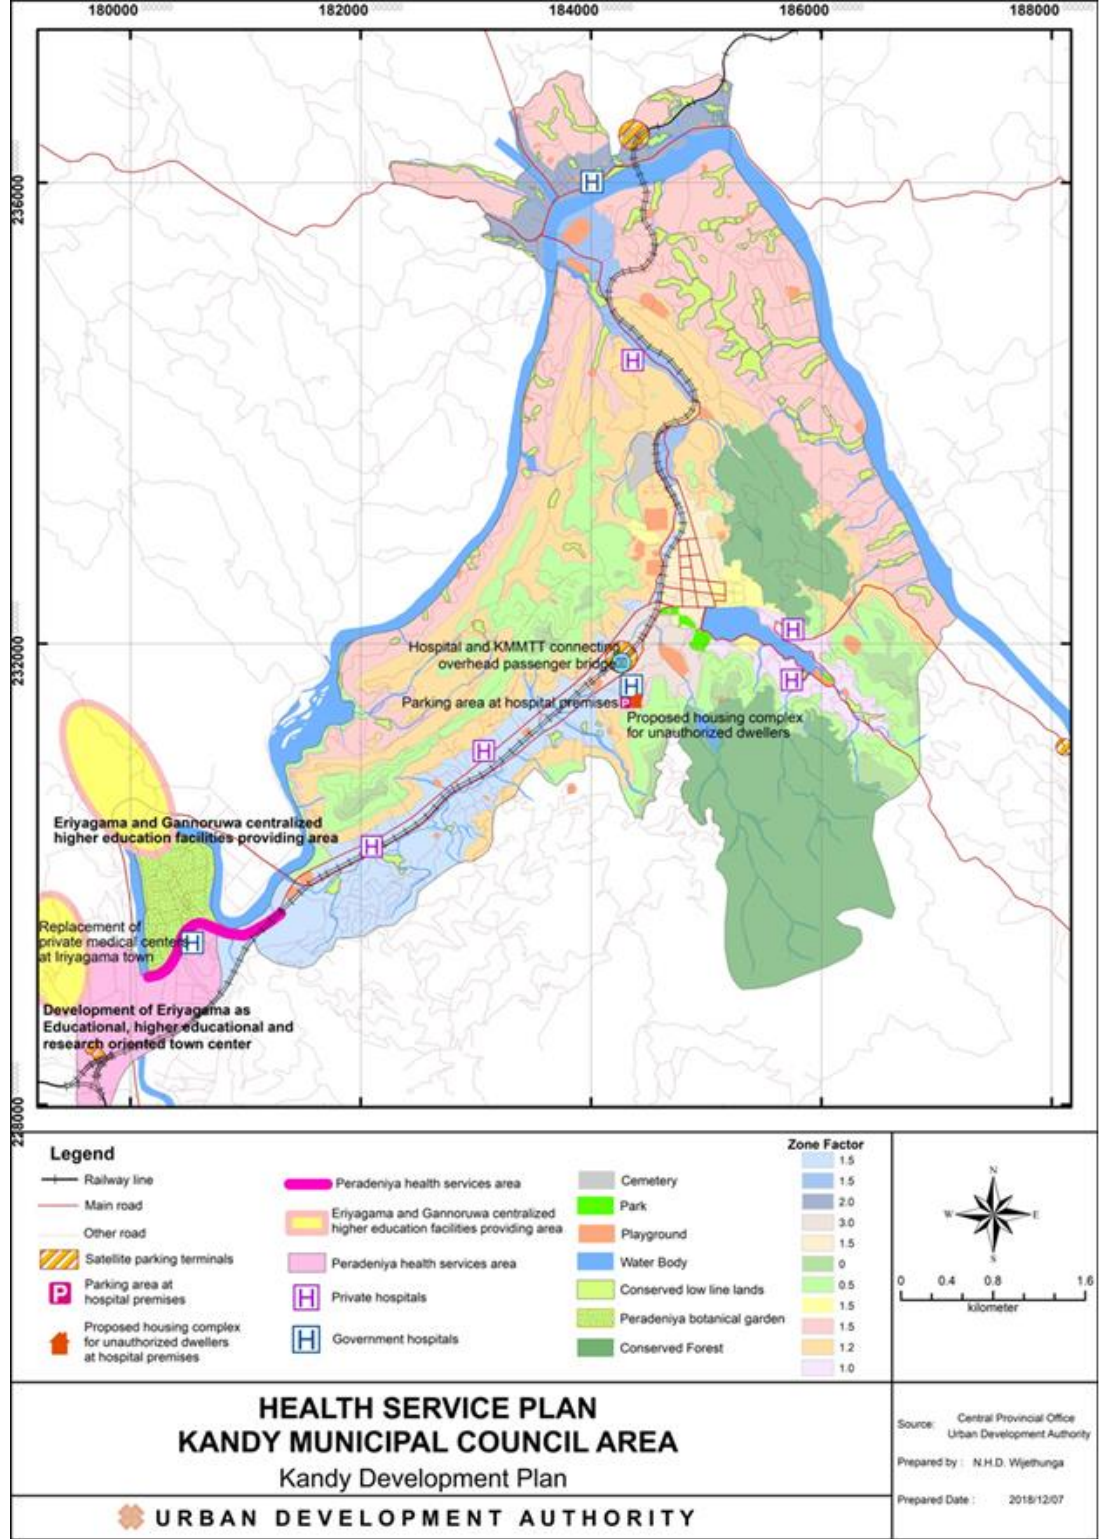 180000
182000
184000
186000
188000
236000
232000
228000
H
H
Hospital and KMMTT connecting
overhead passenger bridge
H
H
H
Parking area at hospital premises
P
Proposed housing complex
for unauthorized dwellers
H
H
Eriyagama and Gannoruwa centralized
higher education facilities providing area
Replacement of
private medical centers
at Iriyagama town
H
Development of Eriyagama as
Educational, higher educational and
research oriented town center
Legend
Railway line
Main road
Other road
Satellite parking terminals
P
Parking area at
hospital premises
Proposed housing complex
for unauthorized dwellers
at hospital premises
Peradeniya health services area
Eriyagama and Gannoruwa centralized
higher education facilities providing area
Peradeniya health services area
H
Private hospitals
H
Government hospitals
Cemetery
Park
Playground
Water Body
Conserved low line lands
Peradeniya botanical garden
Conserved Forest
Zone Factor
1.5
1.5
2.0
3.0
1.5
0
0.5
1.5
1.5
1.2
1.0
N
W
E
S
0 0.4 0.8 1.6
kilometer
HEALTH SERVICE PLAN
KANDY MUNICIPAL COUNCIL AREA
Kandy Development Plan
URBAN DEVELOPMENT AUTHORITY
Source: Central Provincial Office
Urban Development Authority
Prepared by : N.H.D. Wijethunga
Prepared Date : 2018/12/07